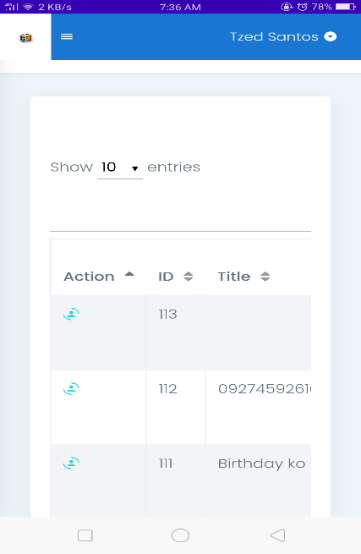 2 KB/s 7:36 AM 78%
Tzed Santos
Show 10 entries
Action ID Title
113
112 0927459261
111 Birthday ko